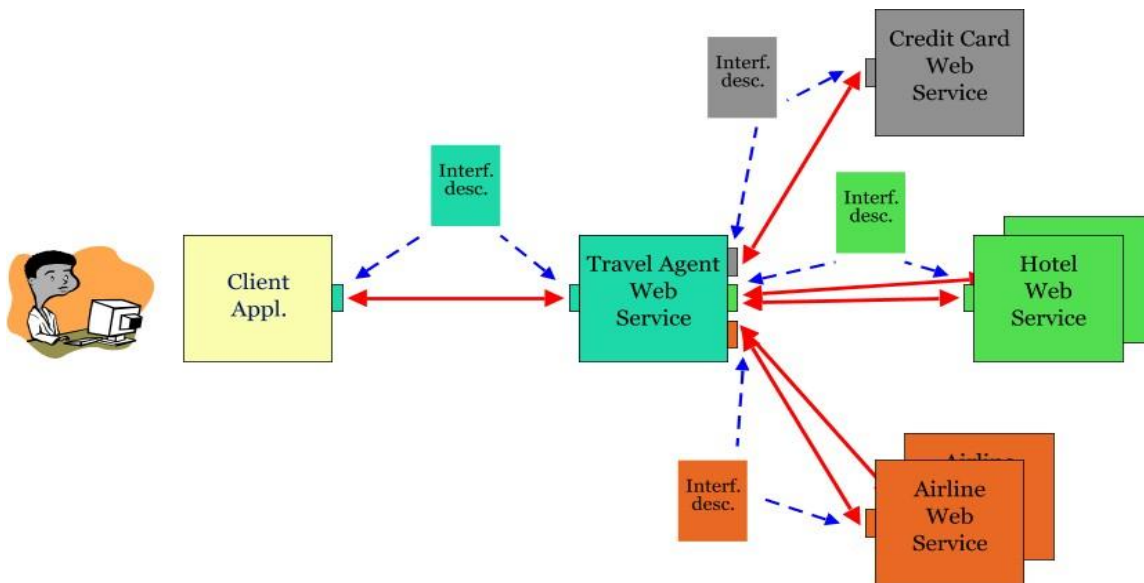 Credit Card
Web
Service
Interf.
desc.
Interf.
desc.
Interf.
desc.
Client
Appl.
Travel Agent
Web
Service
Hotel
Web
Service
Interf.
desc.
Airline
Web
Service